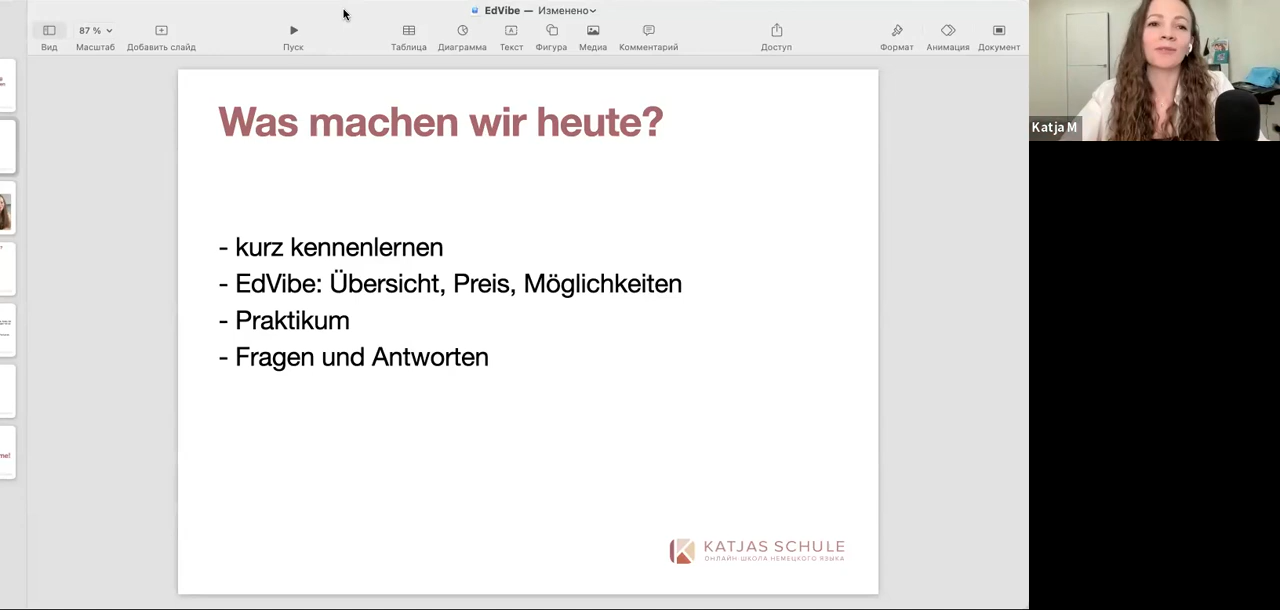 EdVibe — Изменено
87 %
Вид
Масштаб
Добавить слайд
Пуск
Таблица
Диаграмма
Текст
Фигура
Медиа
Комментарий
Доступ
Формат
Анимация
Документ
Was machen wir heute?
- kurz kennenlernen
- EdVibe: Übersicht, Preis, Möglichkeiten
- Praktikum
- Fragen und Antworten
KATJAS SCHULE
ОНЛАЙН ШКОЛА НЕМЕЦКОГО ЯЗЫКА
Katja M
me!